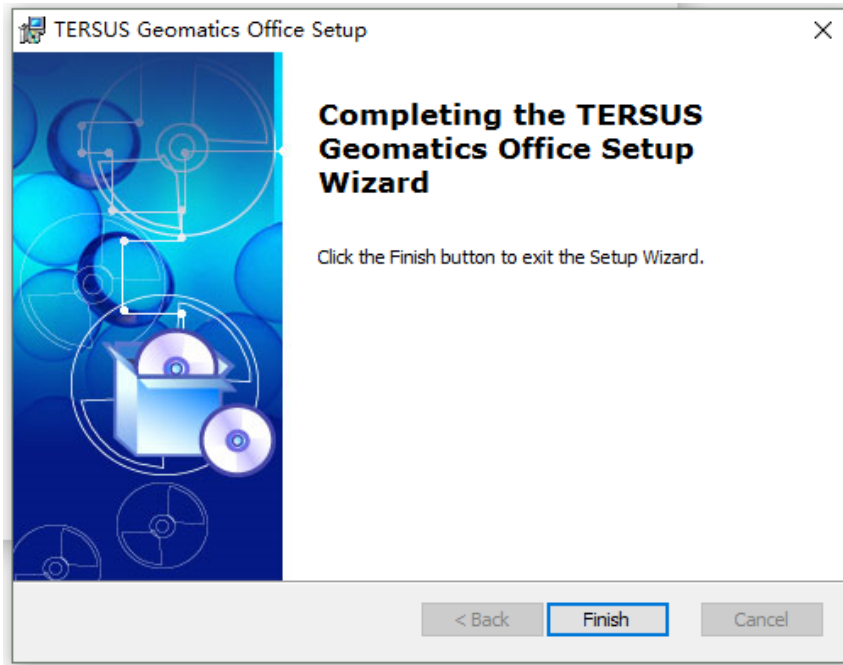 TERSUS Geomatics Office Setup
Completing the TERSUS
Geomatics Office Setup
Wizard
Click the Finish button to exit the Setup Wizard.
< Back Finish Cancel